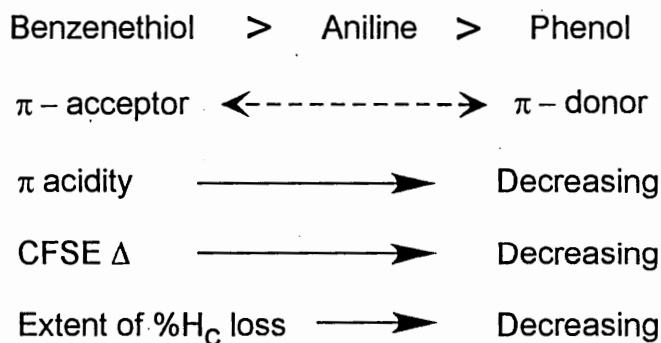 Benzenethiol > Aniline > Phenol
π – acceptor π – donor
π acidity Decreasing
CFSE Δ Decreasing
Extent of %H_C loss Decreasing